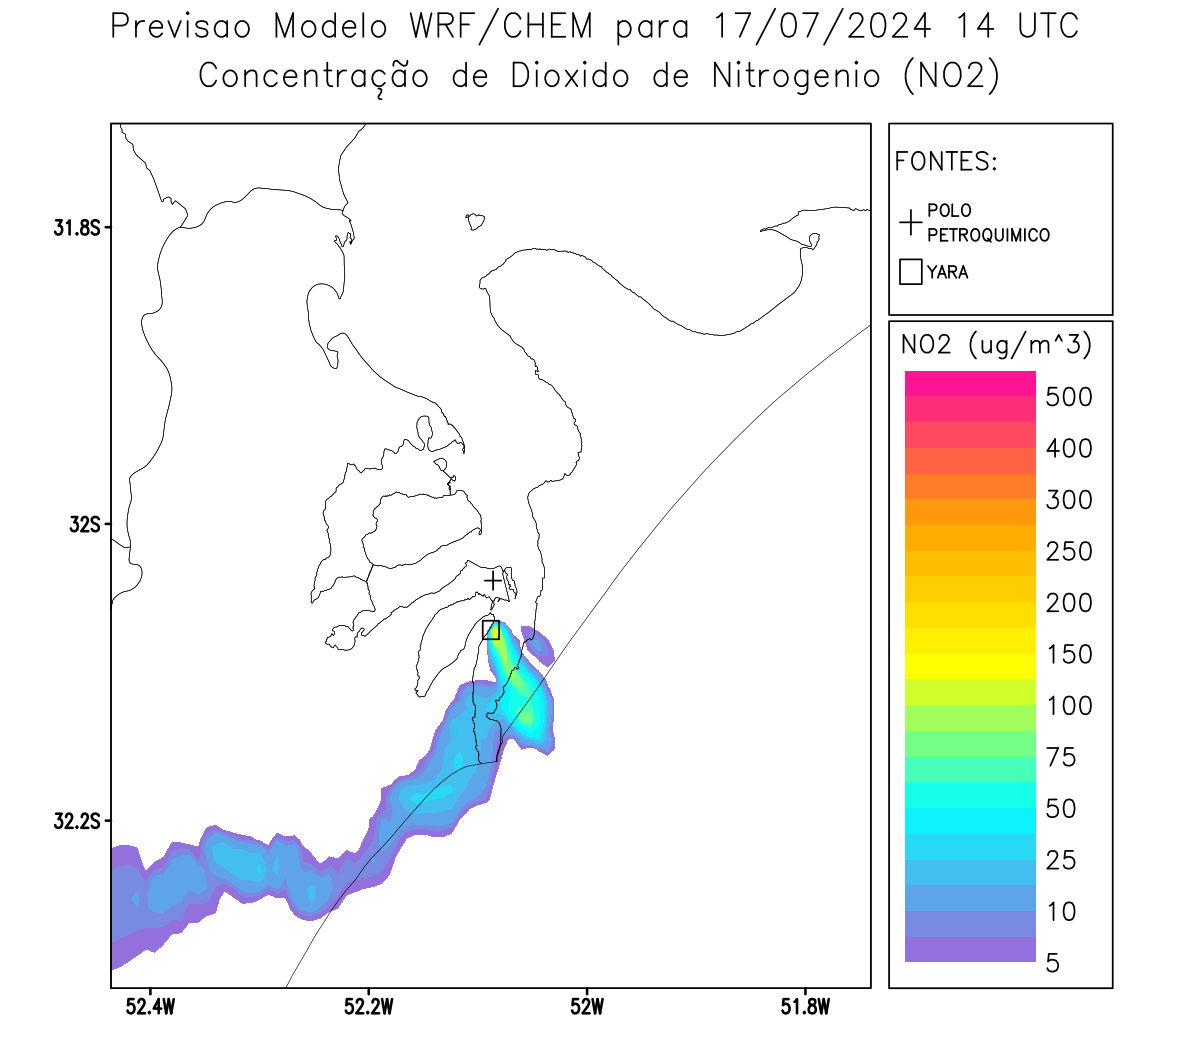 Previsao Modelo WRF/CHEM para 17/07/2024 14 UTC
Concentração de Dioxido de Nitrogenio (NO2)
FONTES:
POLO
PETROQUIMICO
YARA
NO2 (ug/m^3)
500
400
300
250
200
150
100
75
50
25
10
5
31.8S
32S
32.2S
52.4W
52.2W
52W
51.8W